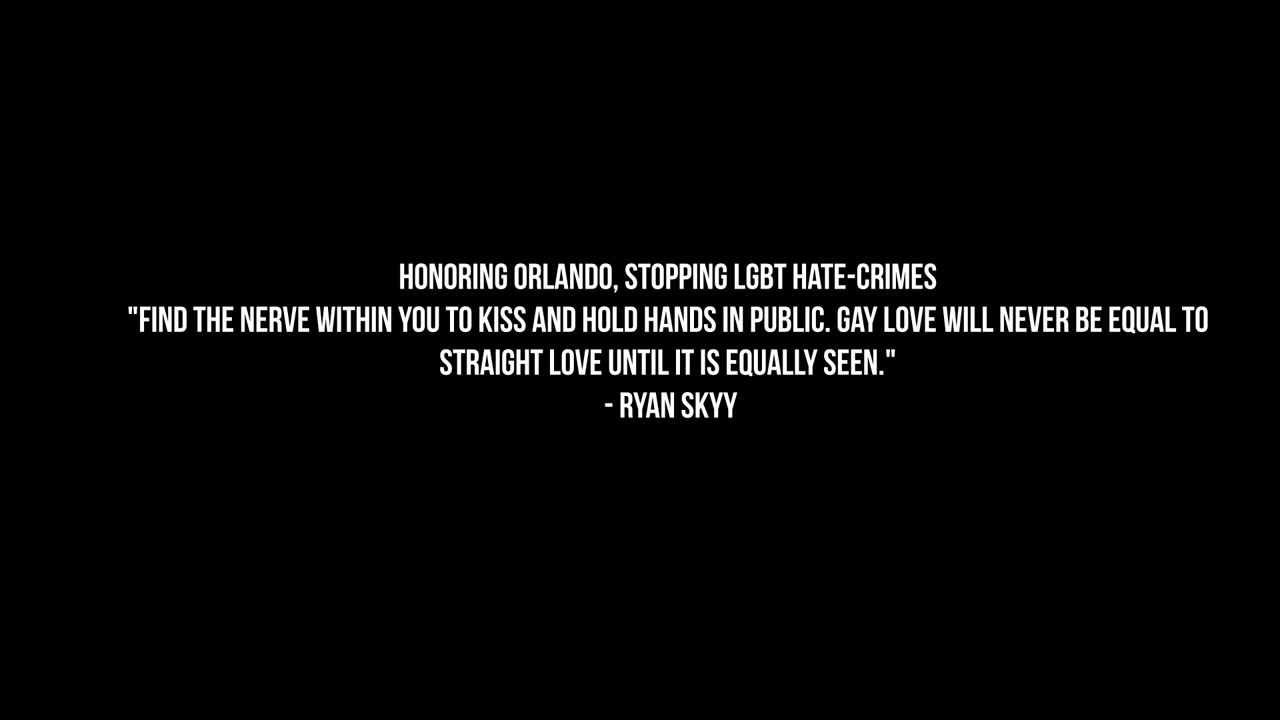 HONORING ORLANDO, STOPPING LGBT HATE-CRIMES
"FIND THE NERVE WITHIN YOU TO KISS AND HOLD HANDS IN PUBLIC. GAY LOVE WILL NEVER BE EQUAL TO
STRAIGHT LOVE UNTIL IT IS EQUALLY SEEN."
- RYAN SKYY